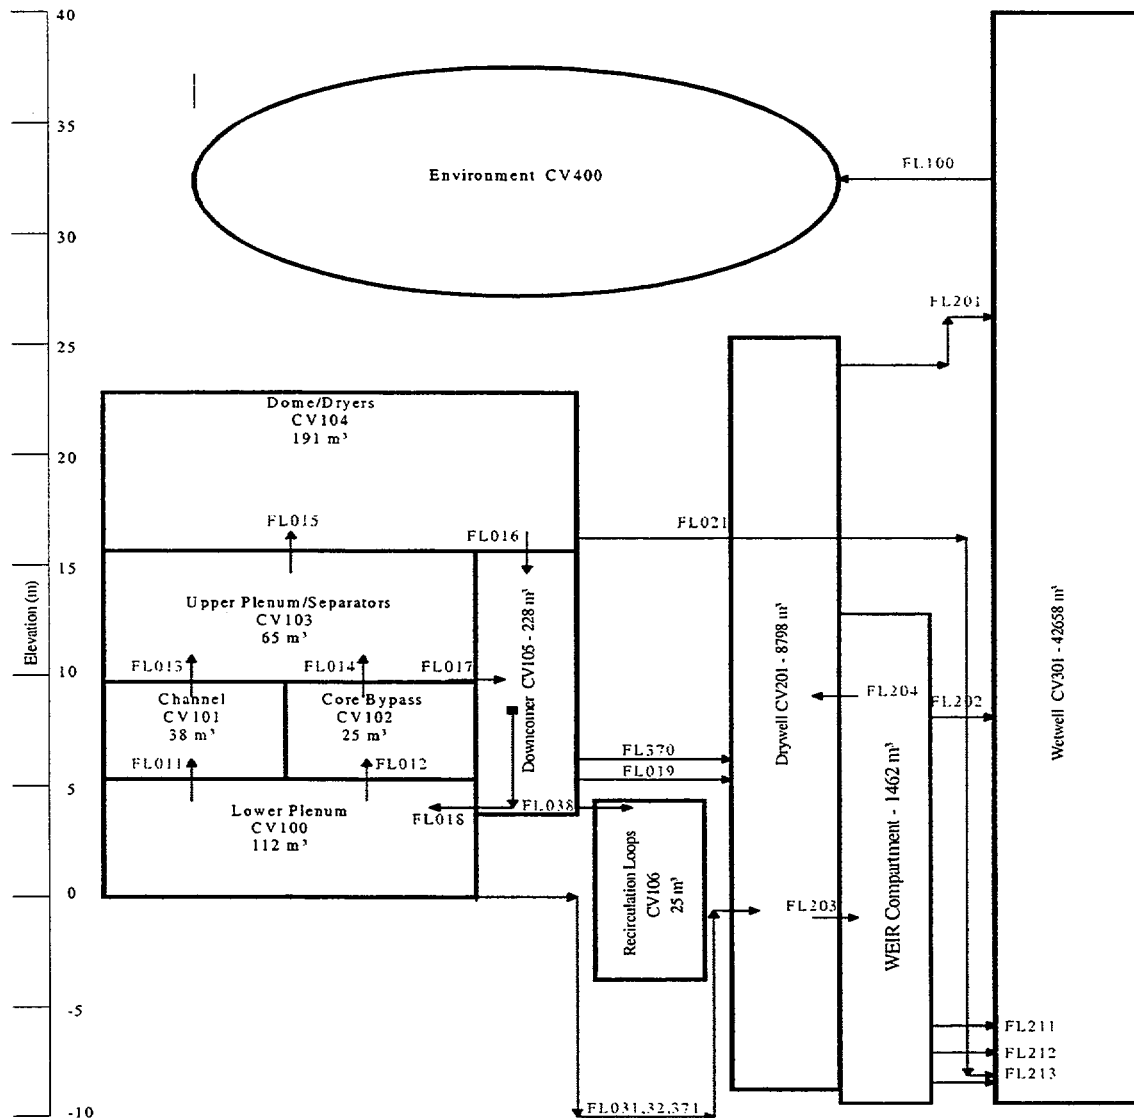 40
35
30
25
20
15
10
5
0
-5
-10
Elevation (m)
Environment CV400
FL100
FL201
Dome/Dryers
CV104
191 m³
FL015
FL016
FL021
Upper Plenum/Separators
CV103
65 m³
FL013
FL014
FL017
Channel
CV101
38 m³
Core Bypass
CV102
25 m³
Downcomer CV105 - 228 m³
FL011
FL012
Lower Plenum
CV100
112 m³
FL018
FL038
FL370
FL019
Recirculation Loops
CV106
25 m³
Drywell CV201 - 8798 m³
FL204
FL202
FL203
WEIR Compartment - 1462 m³
Wetwell CV301 - 42658 m³
FL211
FL212
FL213
FL031,32,371